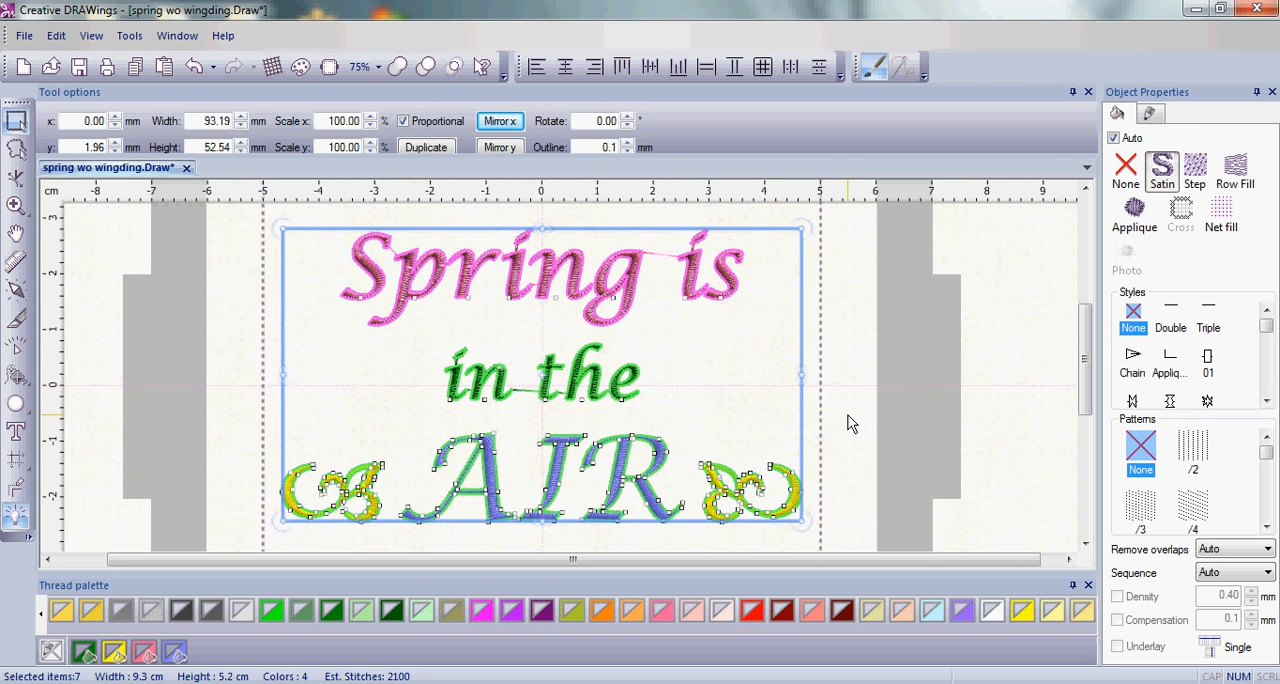 Creative DRAWings - [spring wo wingding.Draw*]
File Edit View Tools Window Help
75%
Tool options
Object Properties
x: 0.00 mm Width: 93.19 mm Scale x: 100.00 % Proportional Mirror x Rotate: 0.00 °
y: 1.96 mm Height: 52.54 mm Scale y: 100.00 % Duplicate Mirror y Outline: 0.1 mm
Auto
spring wo wingding.Draw*
None Satin Step Row Fill
cm -8 -7 -6 -5 -4 -3 -2 -1 0 1 2 3 4 5 6 7 8 9
3
2
1
0
-1
-2
Spring is
in the
AIR
Applique Cross Net fill
Photo
Styles
None Double Triple
Chain Appliq... 01
Patterns
None /2
/3 /4
Remove overlaps Auto
Sequence Auto
Density 0.40 mm
Compensation 0.1 mm
Underlay Single
Thread palette
Selected items:7 Width : 9.3 cm Height : 5.2 cm Colors : 4 Est. Stitches: 2100 CAP NUM SCRL